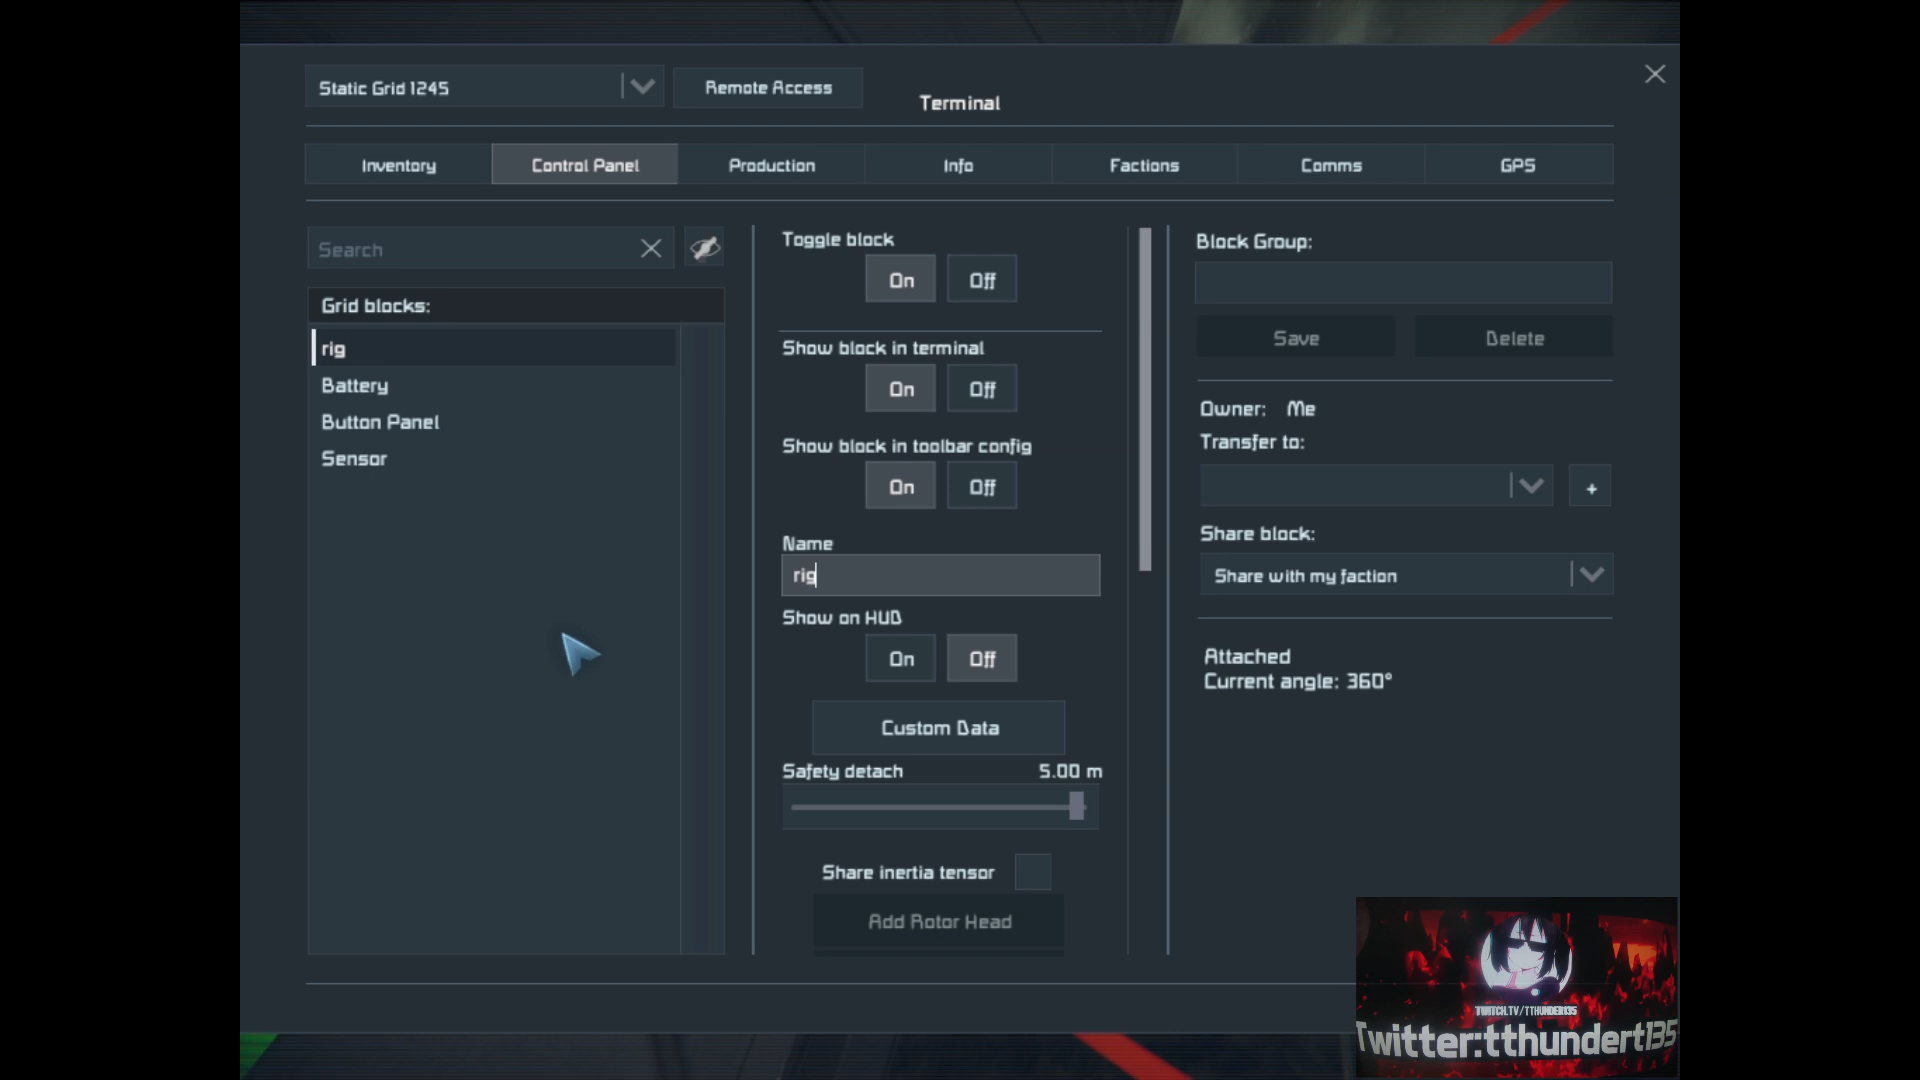 Static Grid 1245
Remote Access
Terminal
Inventory
Control Panel
Production
Info
Factions
Comms
GPS
Search
Grid blocks:
rig
Battery
Button Panel
Sensor
Toggle block
On
Off
Show block in terminal
On
Off
Show block in toolbar config
On
Off
Name
rig
Show on HUD
On
Off
Custom Data
Safety detach
5.00 m
Share inertia tensor
Add Rotor Head
Block Group:
Save
Delete
Owner: Me
Transfer to:
+
Share block:
Share with my faction
Attached
Current angle: 360°
TWITCH.TV/TTHUNDER135
Twitter:tthundert135